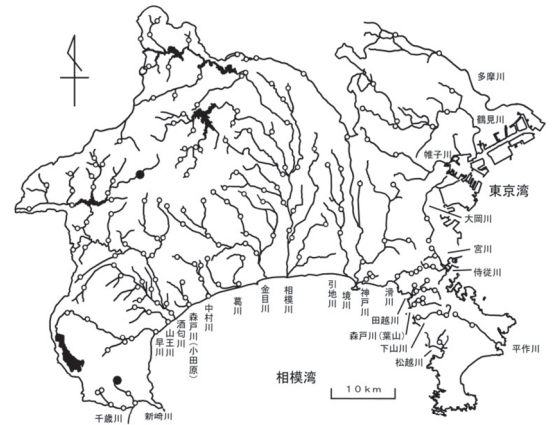 多摩川
鶴見川
帷子川
東京湾
大岡川
宮川
侍従川
平作川
松越川
下山川
森戸川(葉山)
田越川
滑川
神戸川
境川
引地川
相模川
金目川
葛川
中村川
森戸川(小田原)
酒匂川
山王川
早川
新崎川
千歳川
相模湾
10km